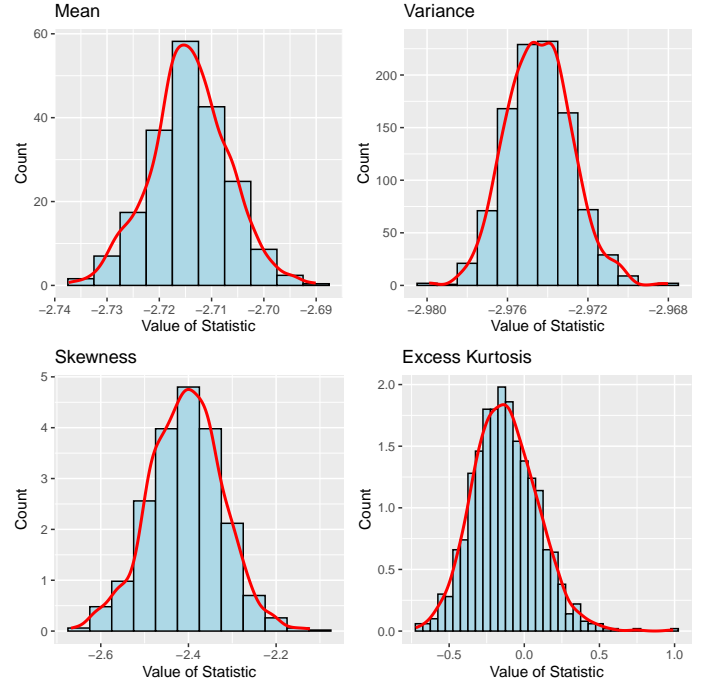 Mean
Count
60
40
20
0
−2.74 −2.73 −2.72 −2.71 −2.70 −2.69
Value of Statistic
Variance
Count
200
150
100
50
0
−2.980 −2.976 −2.972 −2.968
Value of Statistic
Skewness
Count
5
4
3
2
1
0
−2.6 −2.4 −2.2
Value of Statistic
Excess Kurtosis
Count
2.0
1.5
1.0
0.5
0.0
−0.5 0.0 0.5 1.0
Value of Statistic